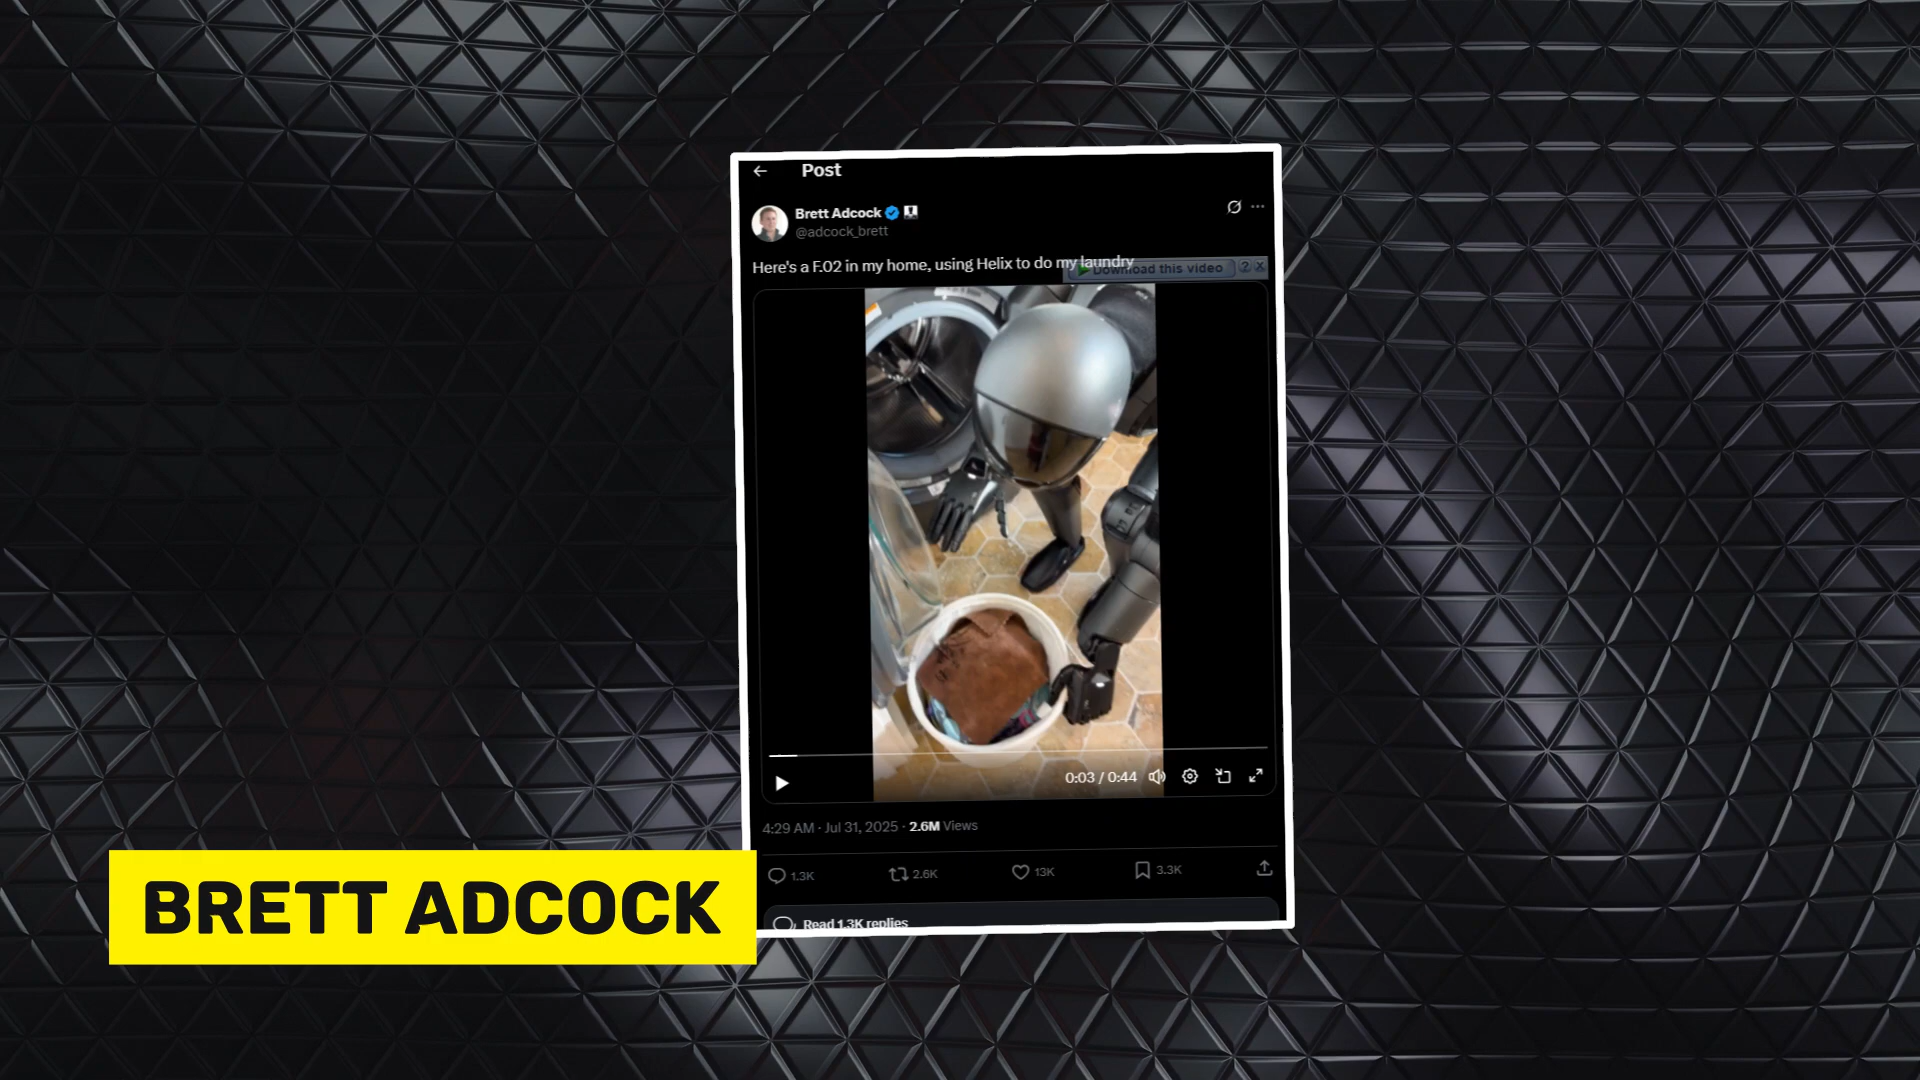 Post
Brett Adcock
@adcock_brett
Here's a F.02 in my home, using Helix to do my laundry
Download this video ? X
0:03 / 0:44
4:29 AM · Jul 31, 2025 · 2.6M Views
1.3K 2.6K 13K 3.3K
Read 1.3K replies
BRETT ADCOCK